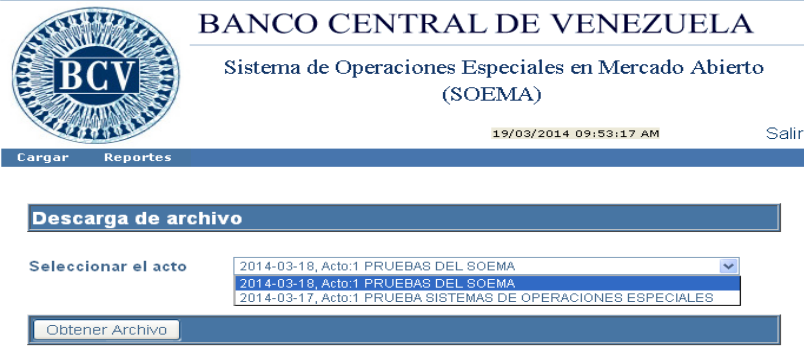 BANCO CENTRAL DE VENEZUELA
BCV
Sistema de Operaciones Especiales en Mercado Abierto
(SOEMA)
19/03/2014 09:53:17 AM
Salir
Cargar Reportes
Descarga de archivo
Seleccionar el acto
2014-03-18, Acto:1 PRUEBAS DEL SOEMA
2014-03-18, Acto:1 PRUEBAS DEL SOEMA
2014-03-17, Acto:1 PRUEBA SISTEMAS DE OPERACIONES ESPECIALES
Obtener Archivo